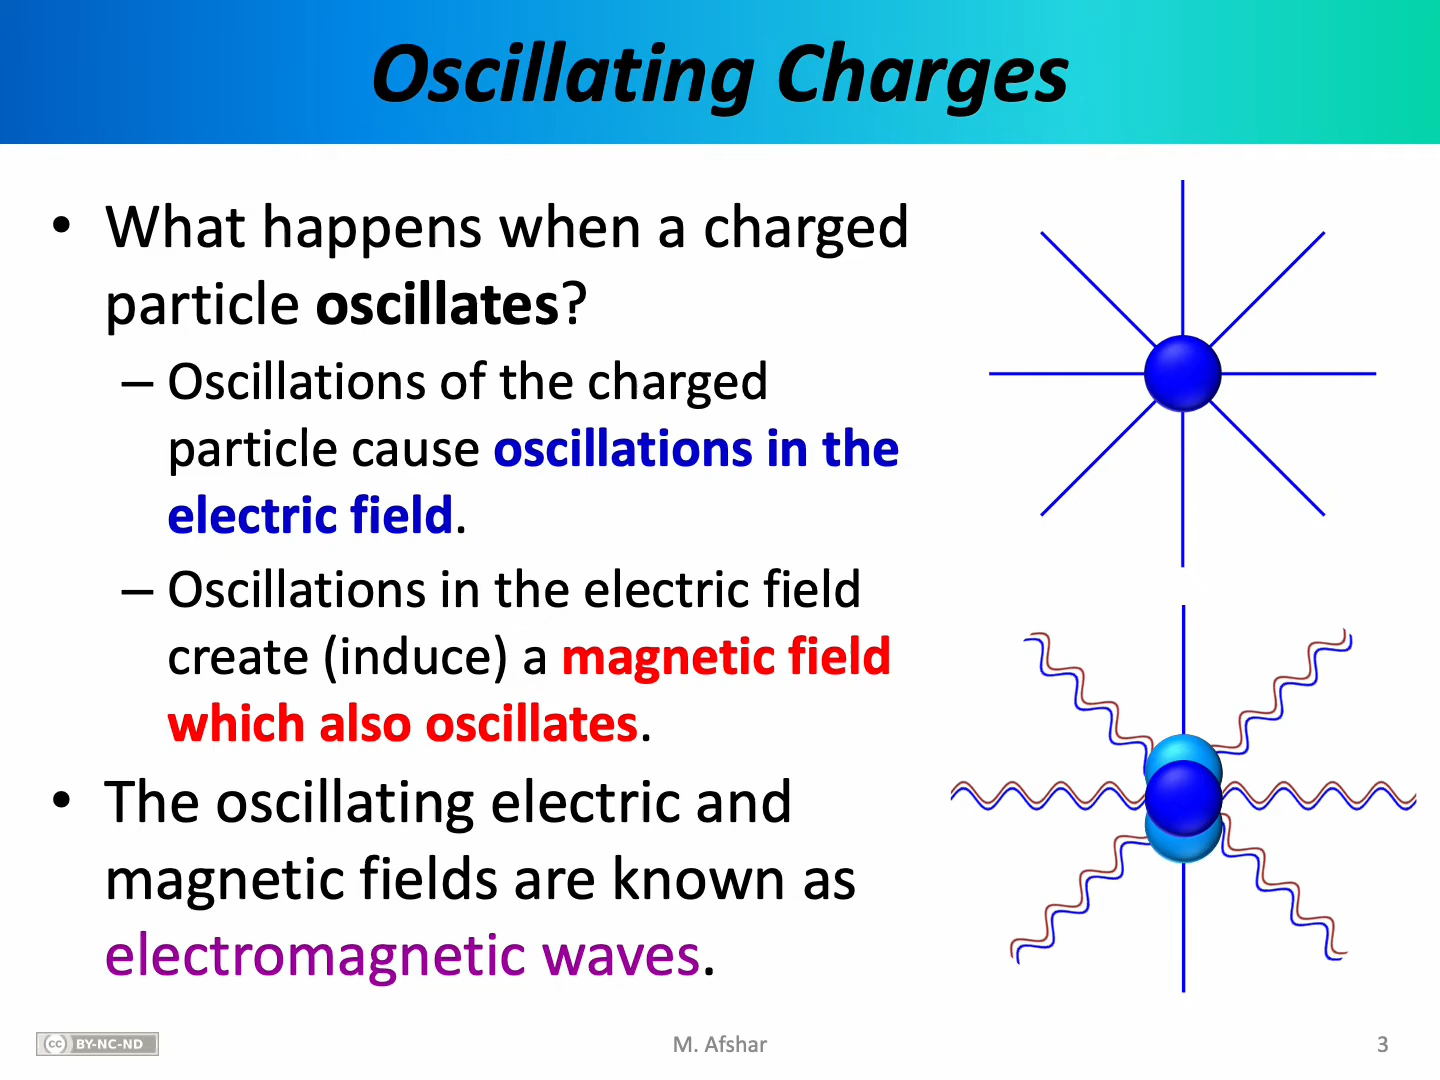 Oscillating Charges
• What happens when a charged
particle oscillates?
– Oscillations of the charged
particle cause oscillations in the
electric field.
– Oscillations in the electric field
create (induce) a magnetic field
which also oscillates.
• The oscillating electric and
magnetic fields are known as
electromagnetic waves.
cc BY-NC-ND
M. Afshar
3